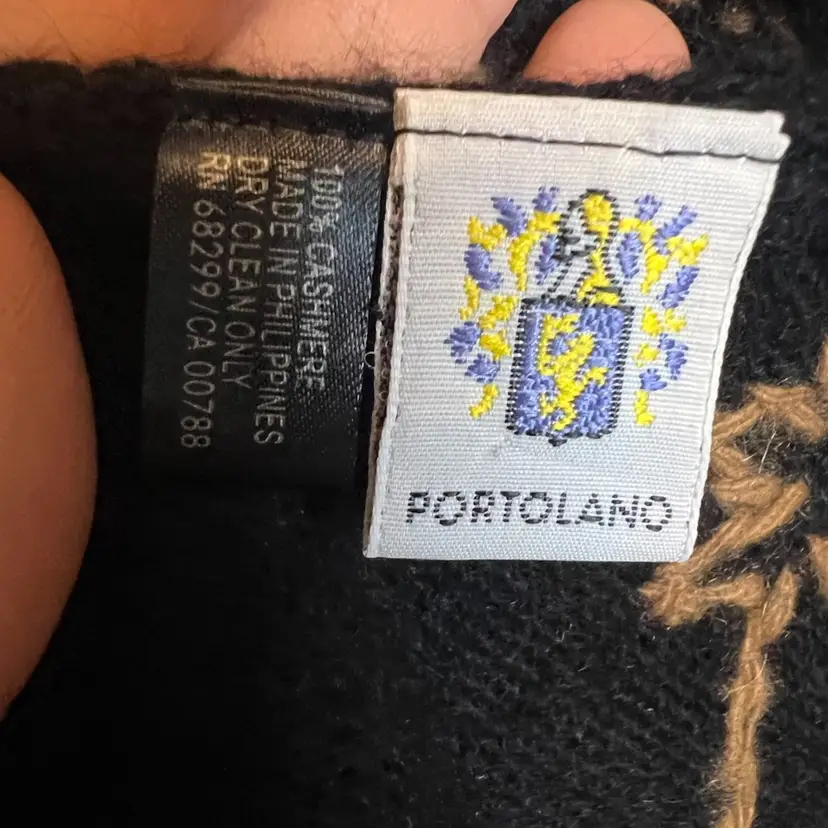 100% CASHMERE
MADE IN PHILIPPINES
DRY CLEAN ONLY
RN 68299/CA 00788
PORTOLANO